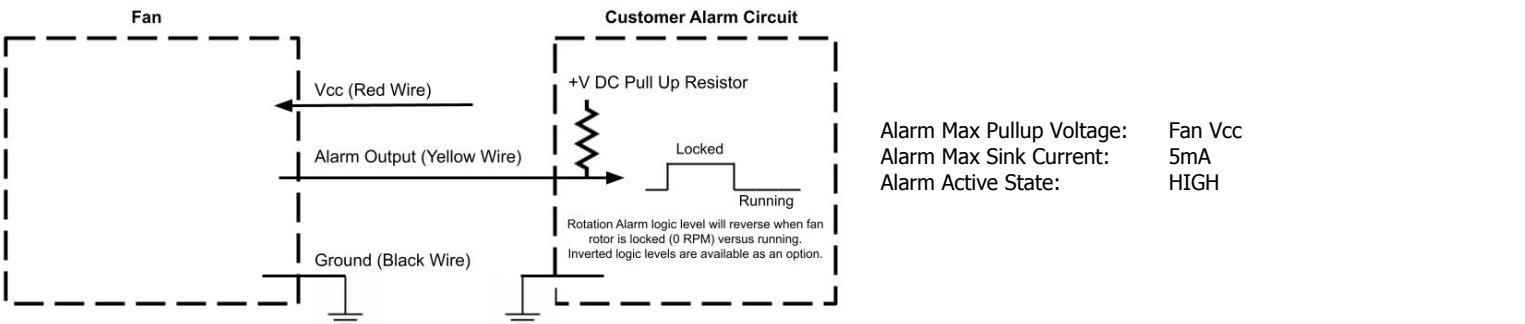 Fan
Customer Alarm Circuit
Vcc (Red Wire)
+V DC Pull Up Resistor
Alarm Output (Yellow Wire)
Locked
Running
Rotation Alarm logic level will reverse when fan
rotor is locked (0 RPM) versus running.
Inverted logic levels are available as an option.
Ground (Black Wire)
Alarm Max Pullup Voltage: Fan Vcc
Alarm Max Sink Current: 5mA
Alarm Active State: HIGH